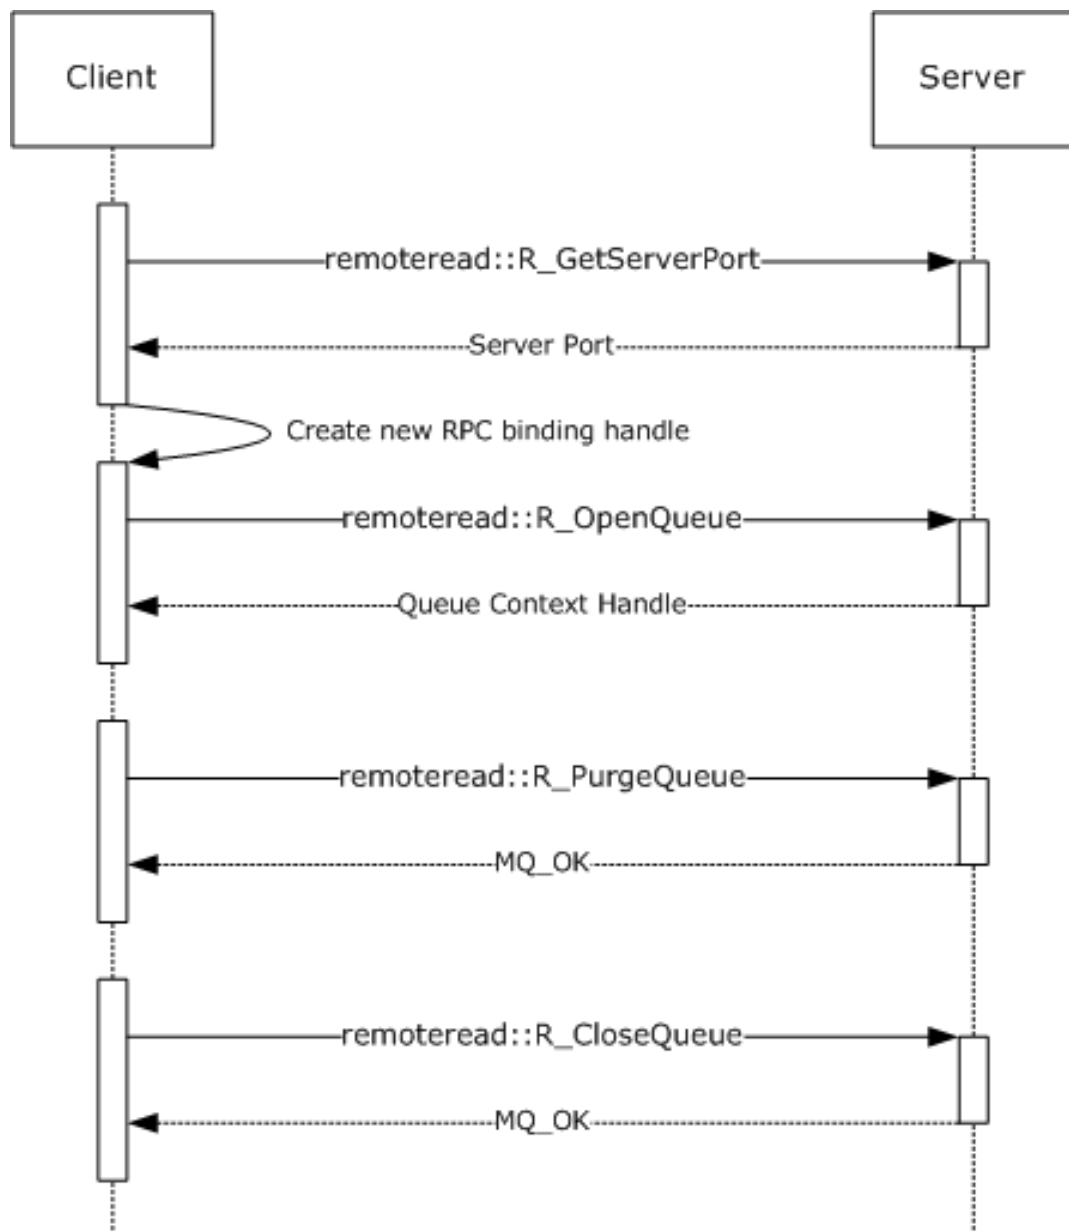 Client
Server
remoteread::R_GetServerPort
Server Port
Create new RPC binding handle
remoteread::R_OpenQueue
Queue Context Handle
remoteread::R_PurgeQueue
MQ_OK
remoteread::R_CloseQueue
MQ_OK